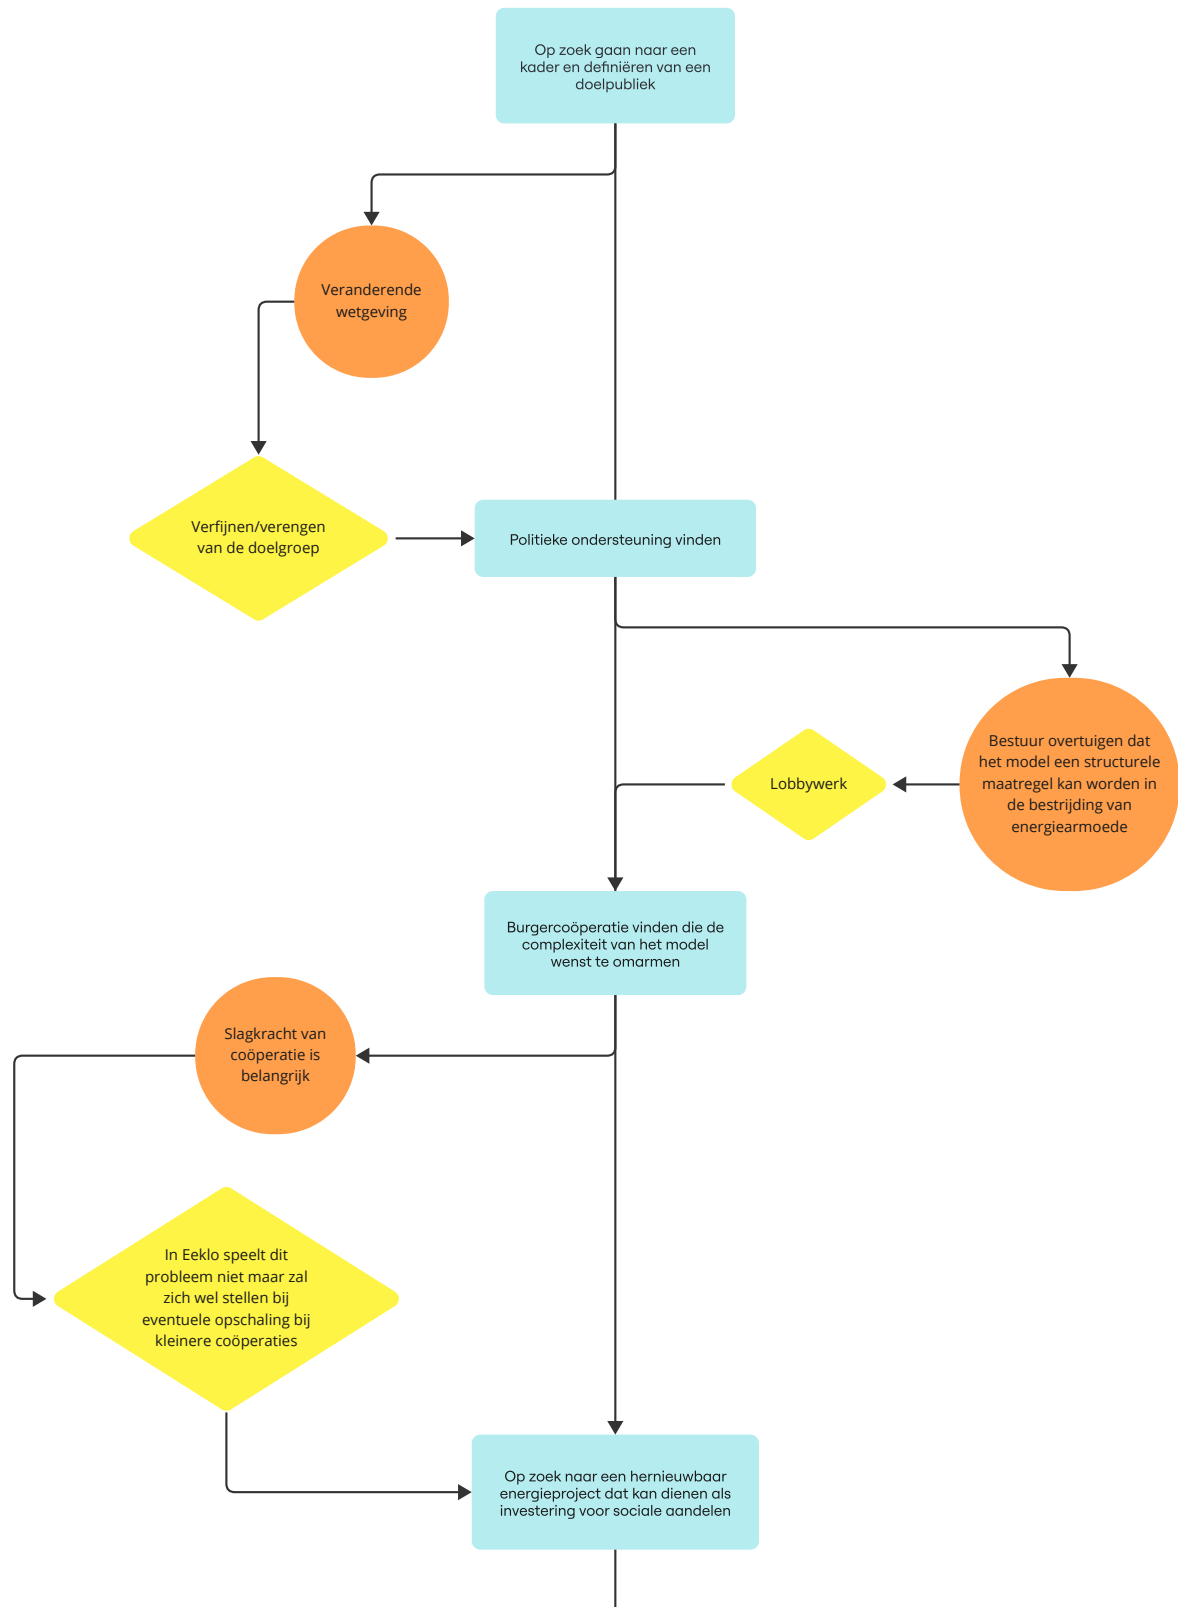 Op zoek gaan naar een
kader en definiëren van een
doelpubliek
Veranderende
wetgeving
Verfijnen/verengen
van de doelgroep
Politieke ondersteuning vinden
Bestuur overtuigen dat
het model een structurele
maatregel kan worden in
de bestrijding van
energiearmoede
Lobbywerk
Burgercoöperatie vinden die de
complexiteit van het model
wenst te omarmen
Slagkracht van
coöperatie is
belangrijk
In Eeklo speelt dit
probleem niet maar zal
zich wel stellen bij
eventuele opschaling bij
kleinere coöperaties
Op zoek naar een hernieuwbaar
energieproject dat kan dienen als
investering voor sociale aandelen